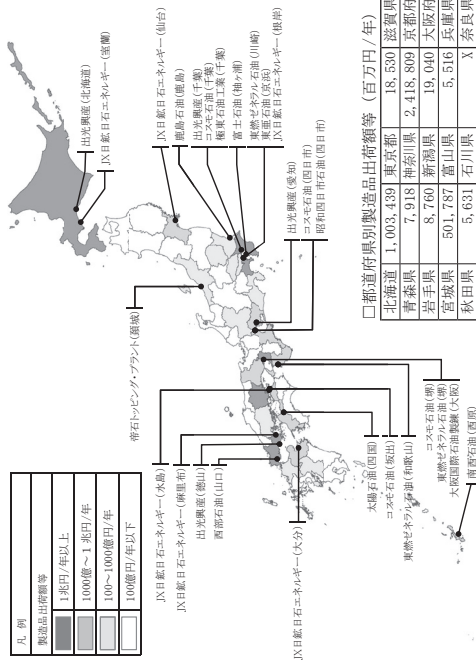 凡 例
製造品出荷額等
1兆円/年以上
1000億～1兆円/年
100～1000億円/年
100億円/年以下
出光興産(北海道)
JX日鉱日石エネルギー(室蘭)
帝石トッピング・プラント(頸城)
JX日鉱日石エネルギー(仙台)
鹿島石油(鹿島)
出光興産(千葉)
コスモ石油(千葉)
極東石油工業(千葉)
富士石油(袖ヶ浦)
東燃ゼネラル石油(川崎)
東亜石油(京浜)
JX日鉱日石エネルギー(根岸)
出光興産(愛知)
コスモ石油(四日市)
昭和四日市石油(四日市)
JX日鉱日石エネルギー(水島)
JX日鉱日石エネルギー(麻里布)
出光興産(徳山)
西部石油(山口)
JX日鉱日石エネルギー(大分)
太陽石油(四国)
コスモ石油(坂出)
東燃ゼネラル石油(和歌山)
コスモ石油(堺)
東燃ゼネラル石油(堺)
大阪国際石油製錬(大阪)
南西石油(西原)
□都道府県別製造品出荷額等（百万円/年）
北海道 1,003,439 東京都 18,530 滋賀県
青森県 7,918 神奈川県 2,418,809 京都府
岩手県 8,760 新潟県 19,040 大阪府
宮城県 501,787 富山県 5,516 兵庫県
秋田県 5,631 石川県 X 奈良県